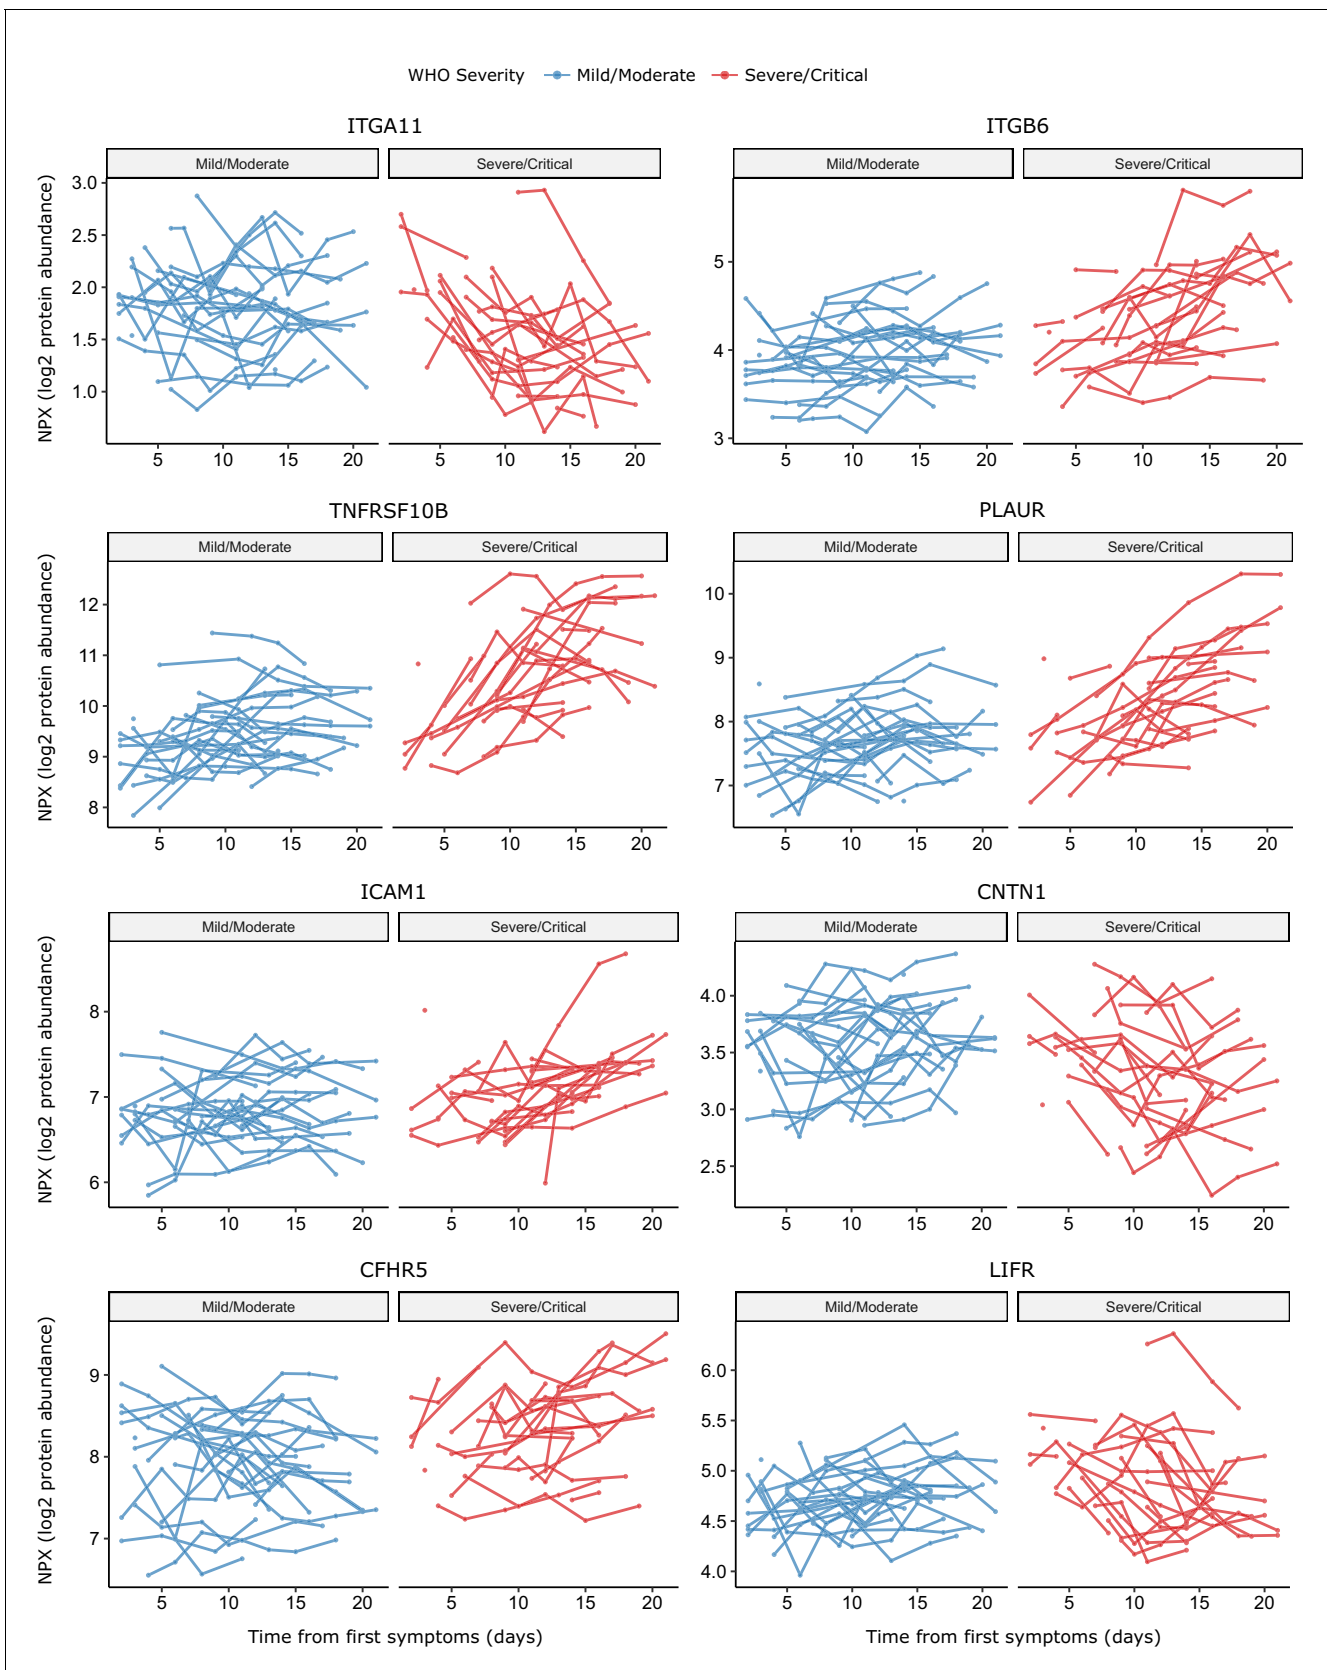 WHO Severity Mild/Moderate Severe/Critical
ITGA11
ITGB6
Mild/Moderate Severe/Critical
Mild/Moderate Severe/Critical
NPX (log2 protein abundance)
3.0
2.5
2.0
1.5
1.0
5 10 15 20 5 10 15 20
5
4
3
5 10 15 20 5 10 15 20
TNFRSF10B
PLAUR
Mild/Moderate Severe/Critical
Mild/Moderate Severe/Critical
NPX (log2 protein abundance)
12
11
10
9
8
5 10 15 20 5 10 15 20
10
9
8
7
5 10 15 20 5 10 15 20
ICAM1
CNTN1
Mild/Moderate Severe/Critical
Mild/Moderate Severe/Critical
NPX (log2 protein abundance)
8
7
6
5 10 15 20 5 10 15 20
4.0
3.5
3.0
2.5
5 10 15 20 5 10 15 20
CFHR5
LIFR
Mild/Moderate Severe/Critical
Mild/Moderate Severe/Critical
NPX (log2 protein abundance)
9
8
7
5 10 15 20 5 10 15 20
6.0
5.5
5.0
4.5
4.0
5 10 15 20 5 10 15 20
Time from first symptoms (days)
Time from first symptoms (days)